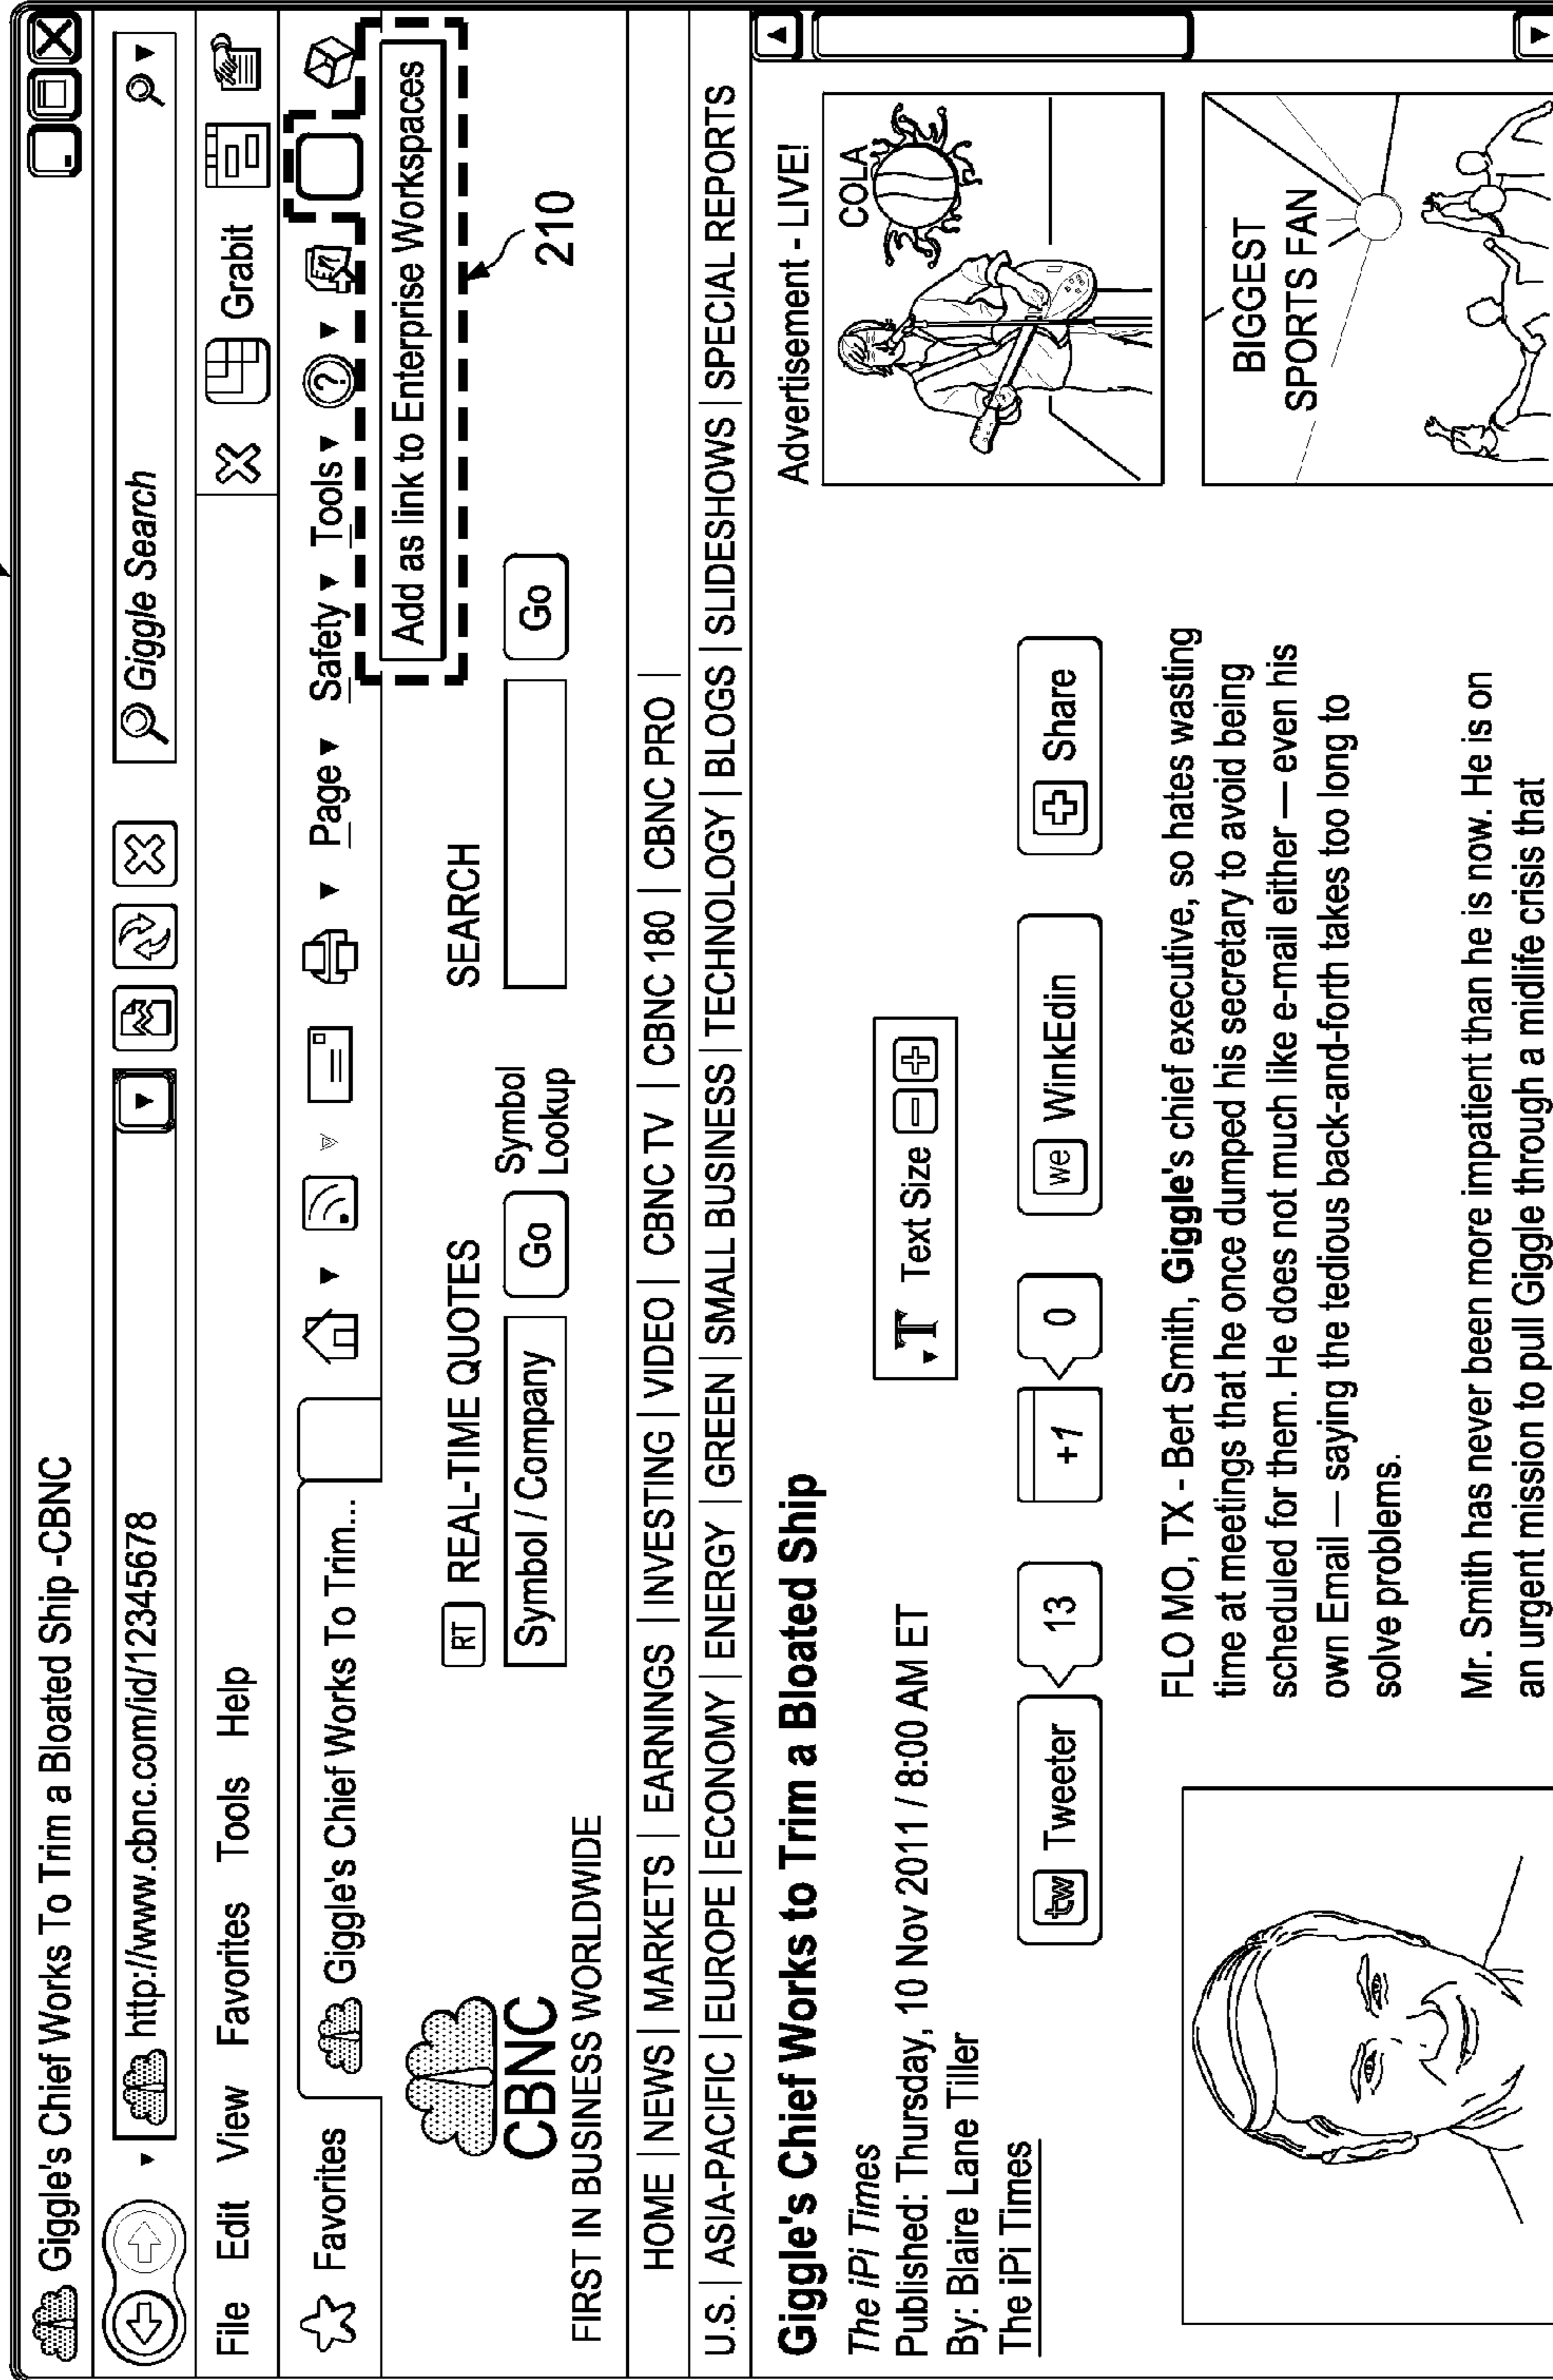 Giggle's Chief Works To Trim a Bloated Ship -CBNC
http://www.cbnc.com/id/12345678
Giggle Search
File Edit View Favorites Tools Help
Grabit
Favorites
Giggle's Chief Works To Trim...
Page Safety Tools
Add as link to Enterprise Workspaces
210
CBNC
FIRST IN BUSINESS WORLDWIDE
RT REAL-TIME QUOTES
Symbol / Company Go
Symbol
Lookup
SEARCH
Go
HOME | NEWS | MARKETS | EARNINGS | INVESTING | VIDEO | CBNC TV | CBNC 180 | CBNC PRO |
U.S. | ASIA-PACIFIC | EUROPE | ECONOMY | ENERGY | GREEN | SMALL BUSINESS | TECHNOLOGY | BLOGS | SLIDESHOWS | SPECIAL REPORTS
Giggle's Chief Works to Trim a Bloated Ship
The iPi Times
Published: Thursday, 10 Nov 2011 / 8:00 AM ET
By: Blaire Lane Tiller
The iPi Times
T Text Size - +
tw Tweeter 13 +1 0 we WinkEdin Share
FLO MO, TX - Bert Smith, Giggle's chief executive, so hates wasting
time at meetings that he once dumped his secretary to avoid being
scheduled for them. He does not much like e-mail either — even his
own Email — saying the tedious back-and-forth takes too long to
solve problems.
Mr. Smith has never been more impatient than he is now. He is on
an urgent mission to pull Giggle through a midlife crisis that
Advertisement - LIVE!
COLA
BIGGEST
SPORTS FAN